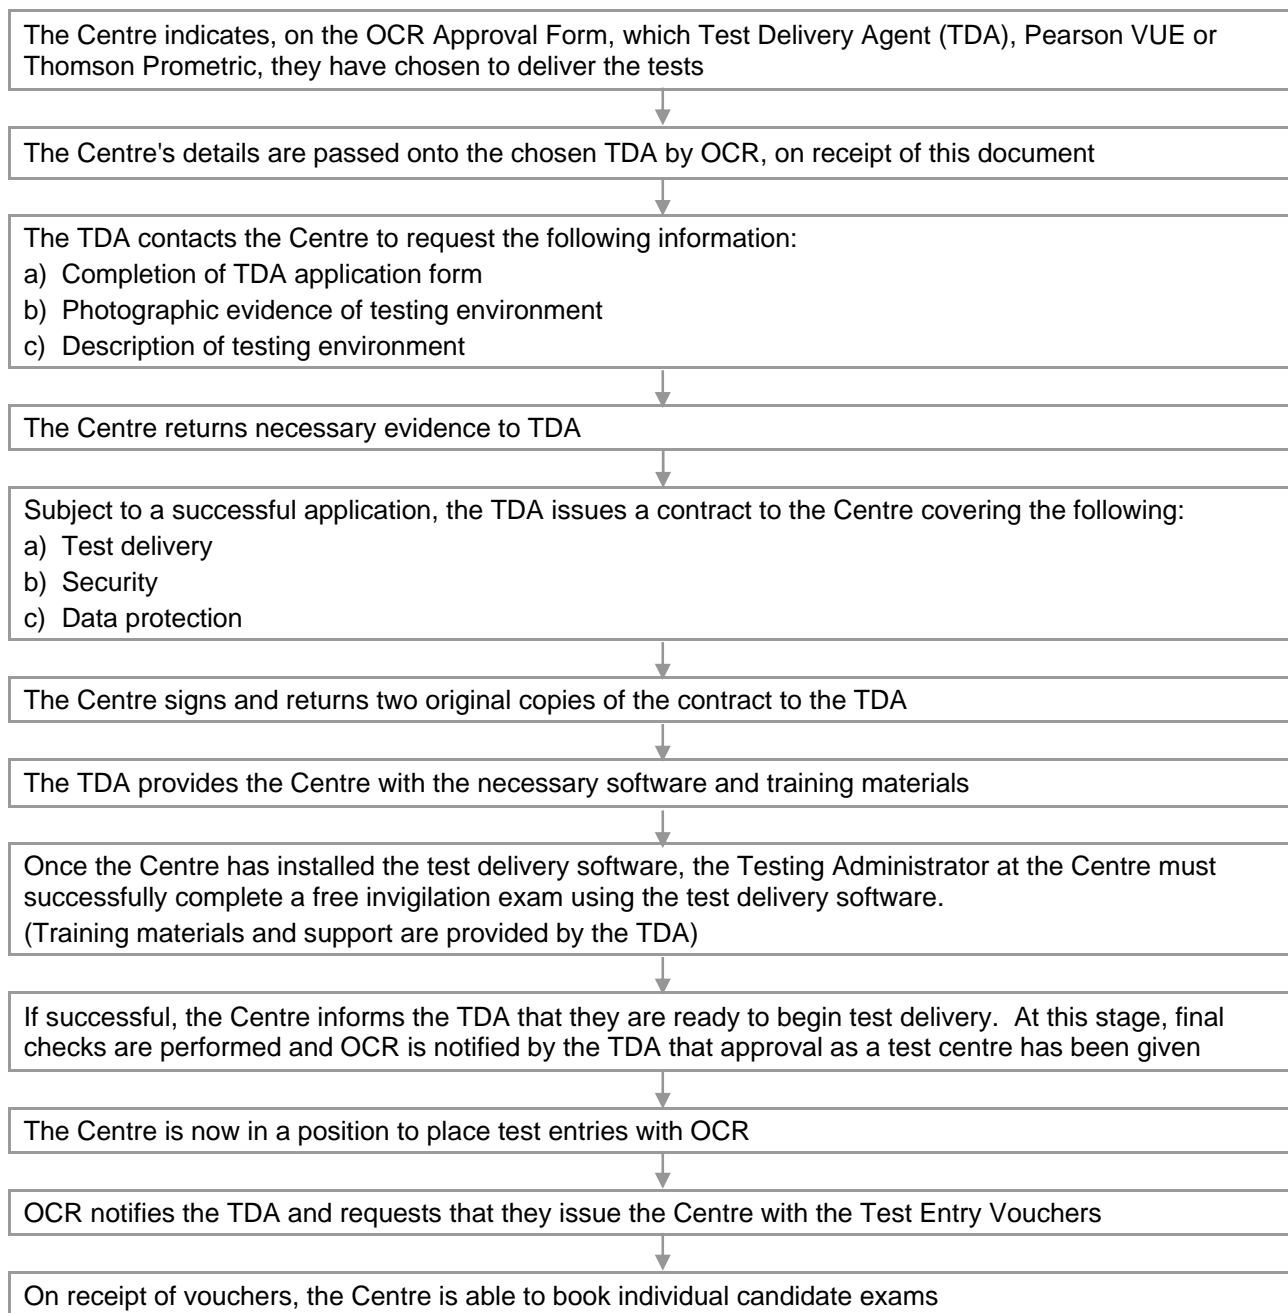 The Centre indicates, on the OCR Approval Form, which Test Delivery Agent (TDA), Pearson VUE or
Thomson Prometric, they have chosen to deliver the tests
The Centre's details are passed onto the chosen TDA by OCR, on receipt of this document
The TDA contacts the Centre to request the following information:
a) Completion of TDA application form
b) Photographic evidence of testing environment
c) Description of testing environment
The Centre returns necessary evidence to TDA
Subject to a successful application, the TDA issues a contract to the Centre covering the following:
a) Test delivery
b) Security
c) Data protection
The Centre signs and returns two original copies of the contract to the TDA
The TDA provides the Centre with the necessary software and training materials
Once the Centre has installed the test delivery software, the Testing Administrator at the Centre must
successfully complete a free invigilation exam using the test delivery software.
(Training materials and support are provided by the TDA)
If successful, the Centre informs the TDA that they are ready to begin test delivery.  At this stage, final
checks are performed and OCR is notified by the TDA that approval as a test centre has been given
The Centre is now in a position to place test entries with OCR
OCR notifies the TDA and requests that they issue the Centre with the Test Entry Vouchers
On receipt of vouchers, the Centre is able to book individual candidate exams